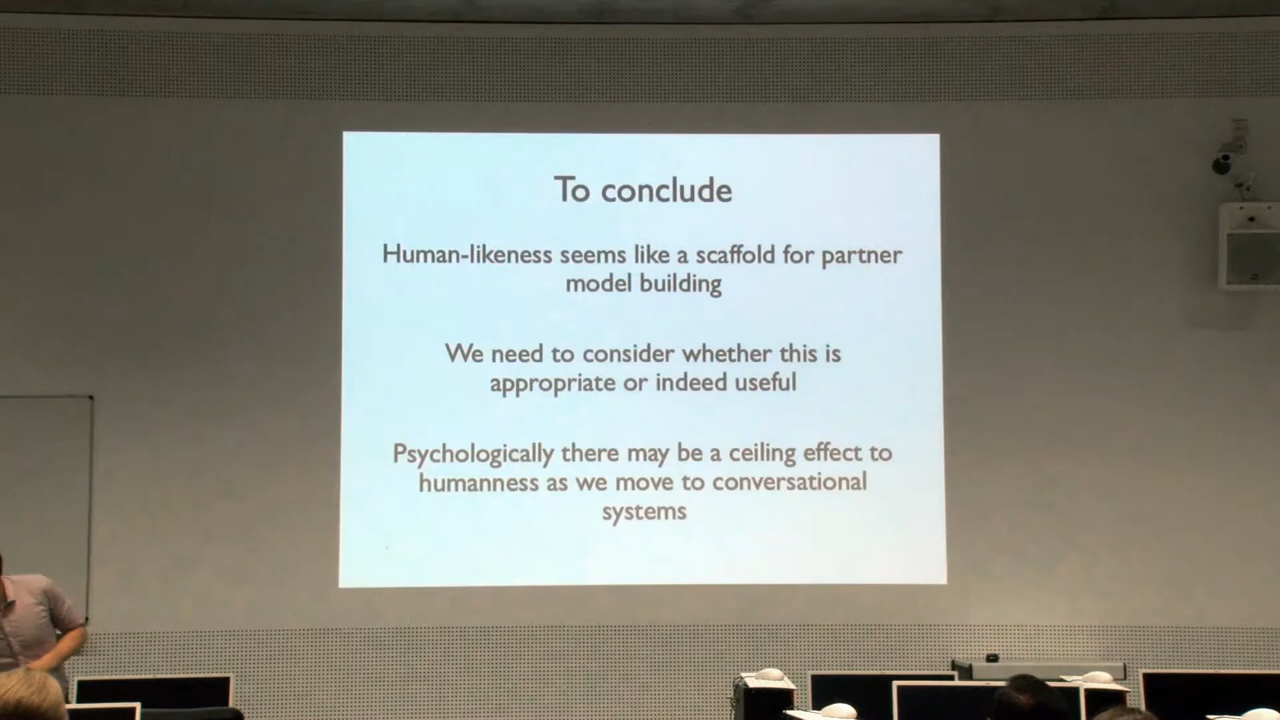 To conclude
Human-likeness seems like a scaffold for partner
model building
We need to consider whether this is
appropriate or indeed useful
Psychologically there may be a ceiling effect to
humanness as we move to conversational
systems